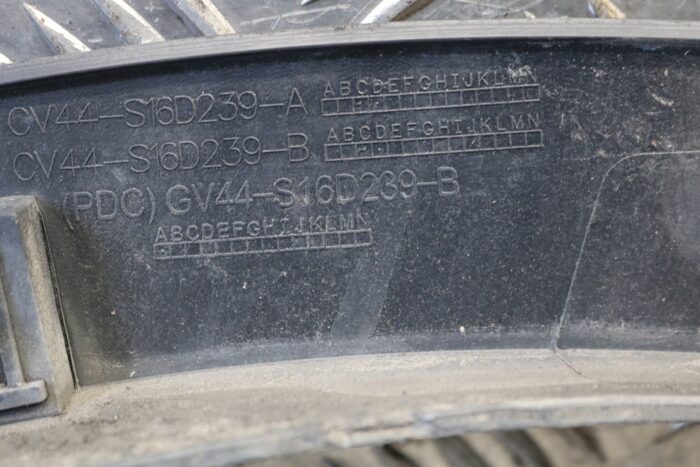 CV44-S16D239-A ABCDEFGHIJKLMN
CV44-S16D239-B ABCDEFGHIJKLMN
(PDC) GV44-S16D239-B
ABCDEFGHIJKLMN